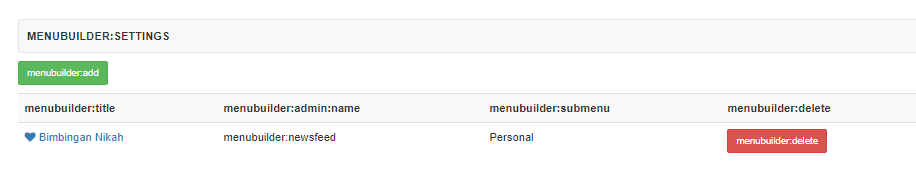 MENUBUILDER:SETTINGS
menubuilder:add
menubuilder:title menubuilder:admin:name menubuilder:submenu menubuilder:delete
Bimbingan Nikah menubuilder:newsfeed Personal menubuilder:delete